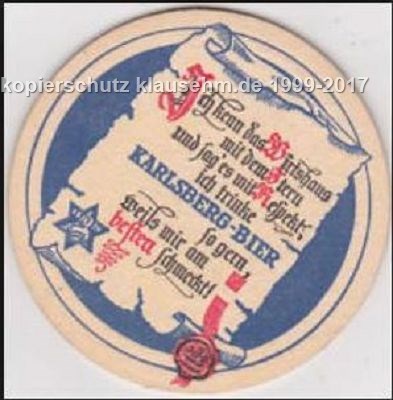 kopierschutz klausehm.de 1999-2017
Ich kenn das Wirtshaus
mit dem Stern
und sag es mit Respekt,
ich trinke
KARLSBERG-BIER
so gern,
weils mir am
besten schmeckt!